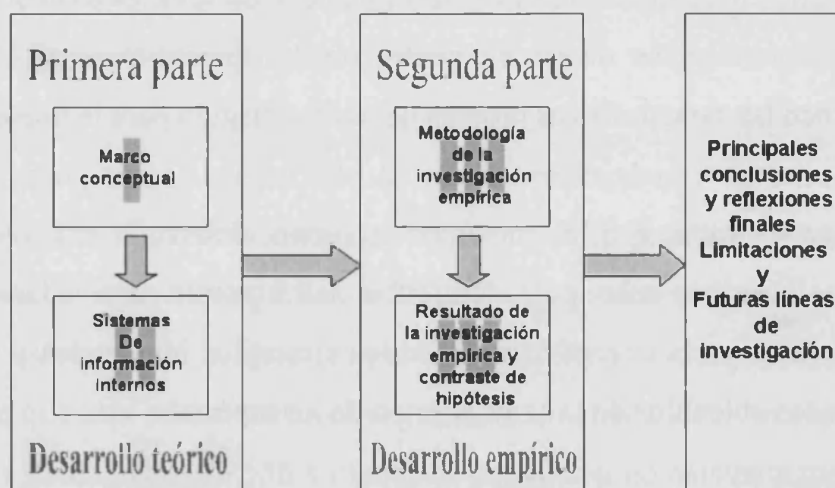 Primera parte
Marco
conceptual
Sistemas
De
información
internos
Desarrollo teórico
Segunda parte
Metodología
de la
investigación
empírica
Resultado de
la investigación
empírica y
contraste de
hipótesis
Desarrollo empírico
Principales
conclusiones
y reflexiones
finales
Limitaciones
y
Futuras líneas
de
investigación